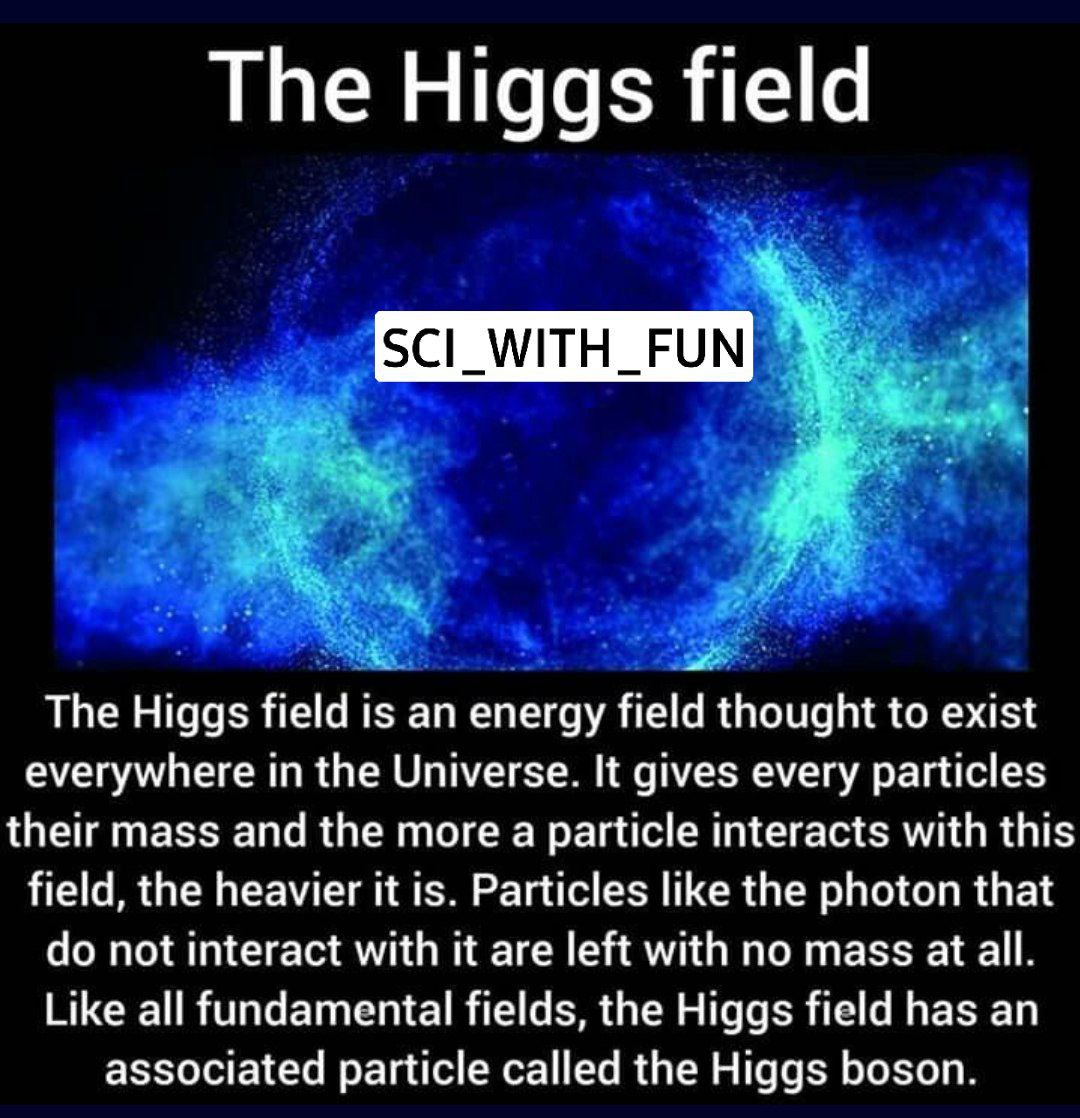 The Higgs field
SCI_WITH_FUN
The Higgs field is an energy field thought to exist
everywhere in the Universe. It gives every particles
their mass and the more a particle interacts with this
field, the heavier it is. Particles like the photon that
do not interact with it are left with no mass at all.
Like all fundamental fields, the Higgs field has an
associated particle called the Higgs boson.